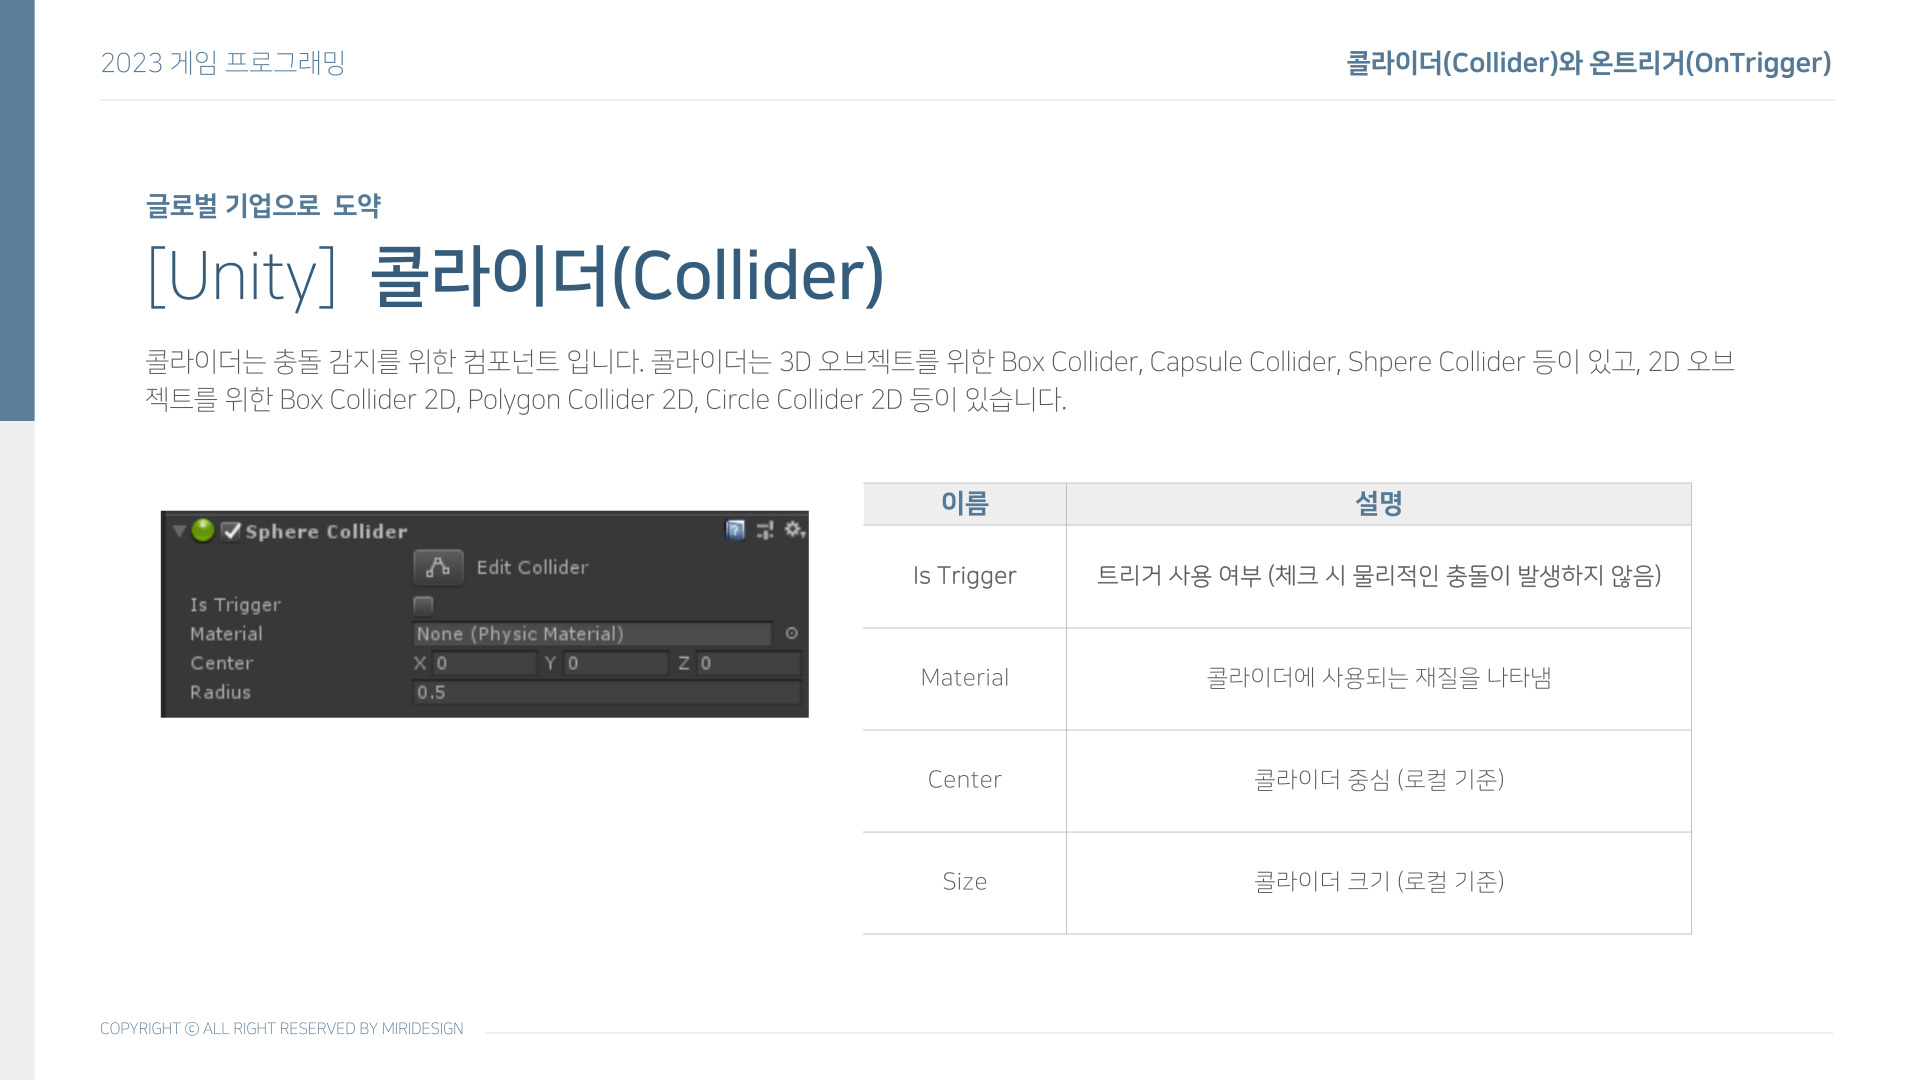 2023 게임 프로그래밍
콜라이더(Collider)와 온트리거(OnTrigger)
글로벌 기업으로 도약
[Unity] 콜라이더(Collider)
콜라이더는 충돌 감지를 위한 컴포넌트 입니다. 콜라이더는 3D 오브젝트를 위한 Box Collider, Capsule Collider, Shpere Collider 등이 있고, 2D 오브
젝트를 위한 Box Collider 2D, Polygon Collider 2D, Circle Collider 2D 등이 있습니다.
Sphere Collider
Edit Collider
Is Trigger
Material None (Physic Material)
Center X 0 Y 0 Z 0
Radius 0.5
이름 설명
Is Trigger 트리거 사용 여부 (체크 시 물리적인 충돌이 발생하지 않음)
Material 콜라이더에 사용되는 재질을 나타냄
Center 콜라이더 중심 (로컬 기준)
Size 콜라이더 크기 (로컬 기준)
COPYRIGHT ⓒ ALL RIGHT RESERVED BY MIRIDESIGN